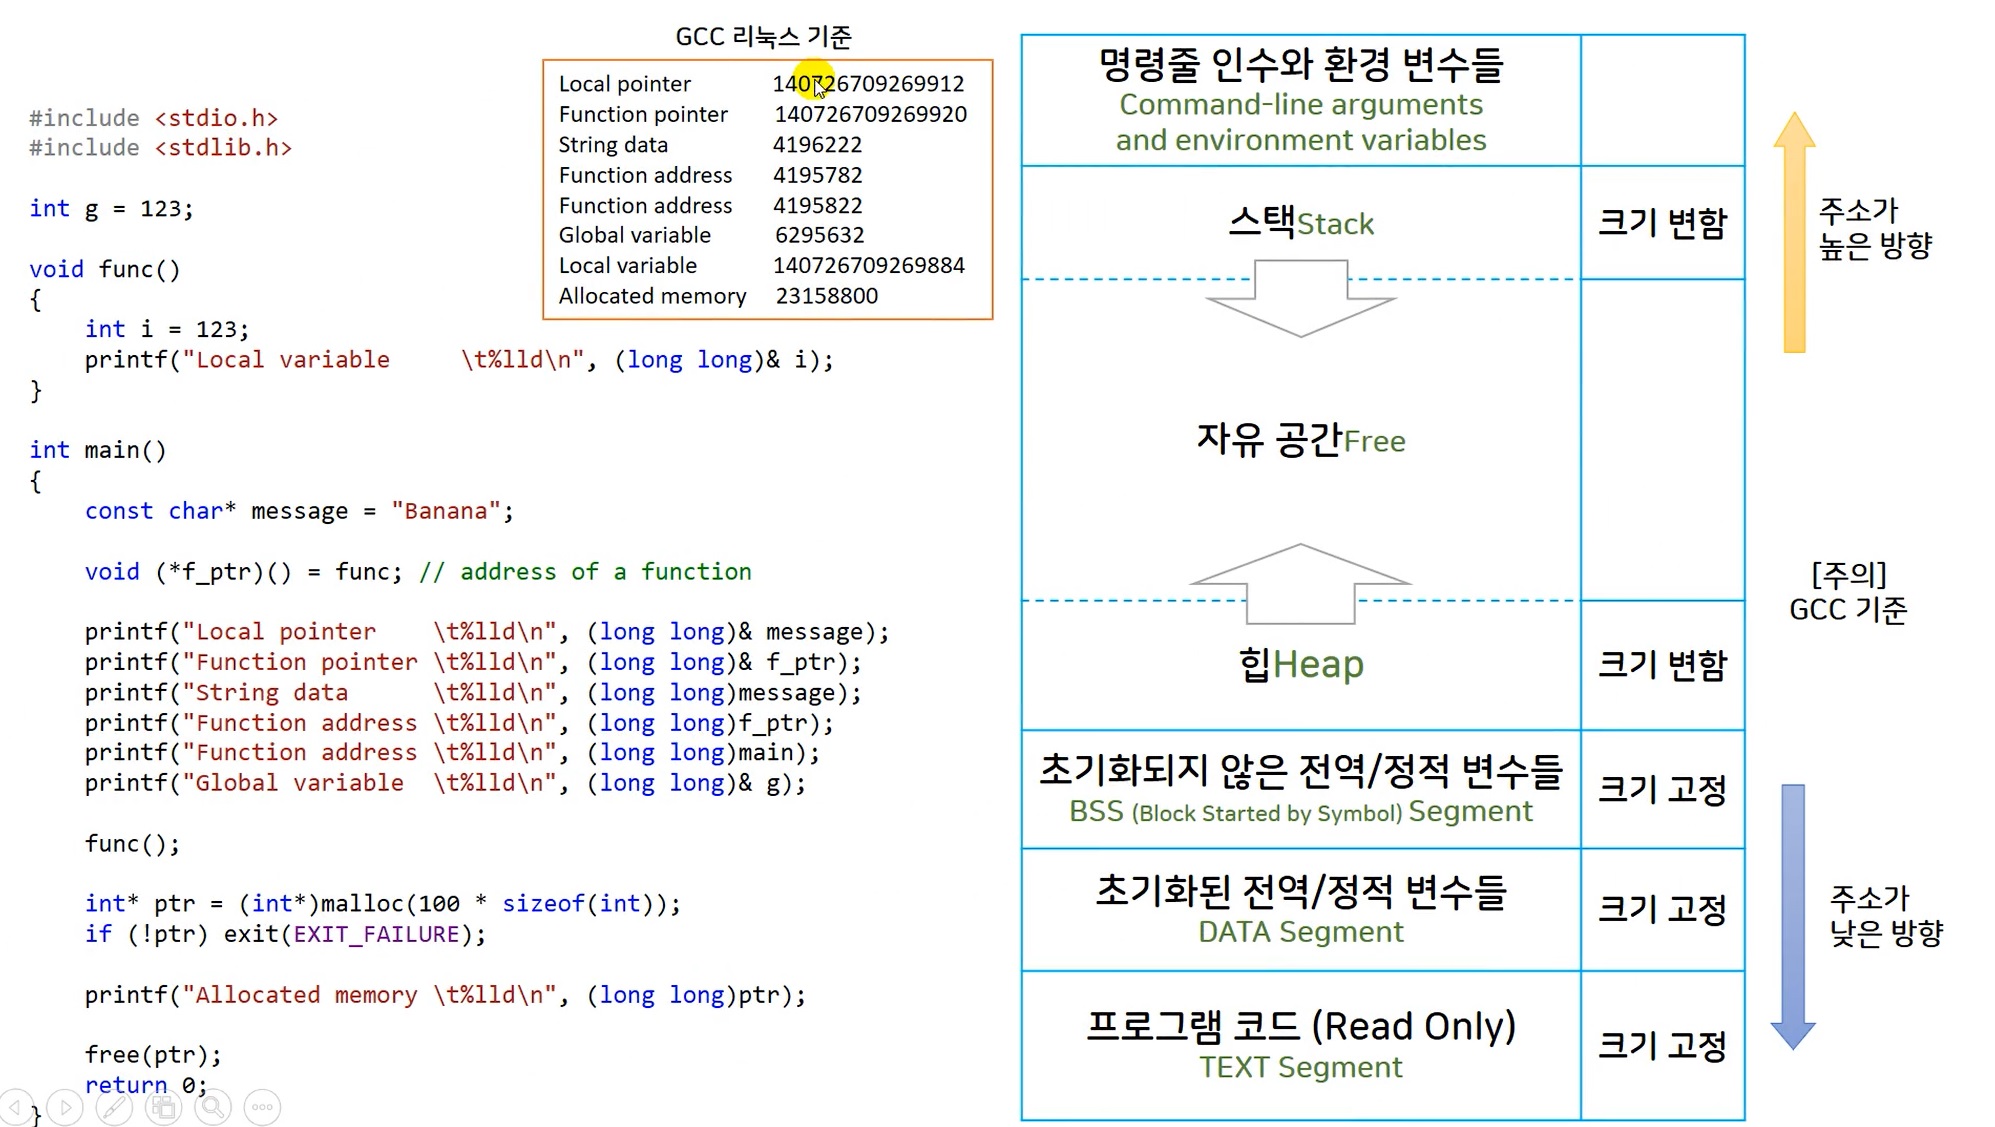 GCC 리눅스 기준
Local pointer 140726709269912
Function pointer 140726709269920
String data 4196222
Function address 4195782
Function address 4195822
Global variable 6295632
Local variable 140726709269884
Allocated memory 23158800
#include <stdio.h>
#include <stdlib.h>
int g = 123;
void func()
{
int i = 123;
printf("Local variable \t%lld\n", (long long)& i);
}
int main()
{
const char* message = "Banana";
void (*f_ptr)() = func; // address of a function
printf("Local pointer \t%lld\n", (long long)& message);
printf("Function pointer \t%lld\n", (long long)& f_ptr);
printf("String data \t%lld\n", (long long)message);
printf("Function address \t%lld\n", (long long)f_ptr);
printf("Function address \t%lld\n", (long long)main);
printf("Global variable \t%lld\n", (long long)& g);
func();
int* ptr = (int*)malloc(100 * sizeof(int));
if (!ptr) exit(EXIT_FAILURE);
printf("Allocated memory \t%lld\n", (long long)ptr);
free(ptr);
return 0;
}
명령줄 인수와 환경 변수들
Command-line arguments
and environment variables
스택Stack
크기 변함
자유 공간Free
힙Heap
크기 변함
초기화되지 않은 전역/정적 변수들
BSS (Block Started by Symbol) Segment
크기 고정
초기화된 전역/정적 변수들
DATA Segment
크기 고정
프로그램 코드 (Read Only)
TEXT Segment
크기 고정
주소가
높은 방향
[주의]
GCC 기준
주소가
낮은 방향